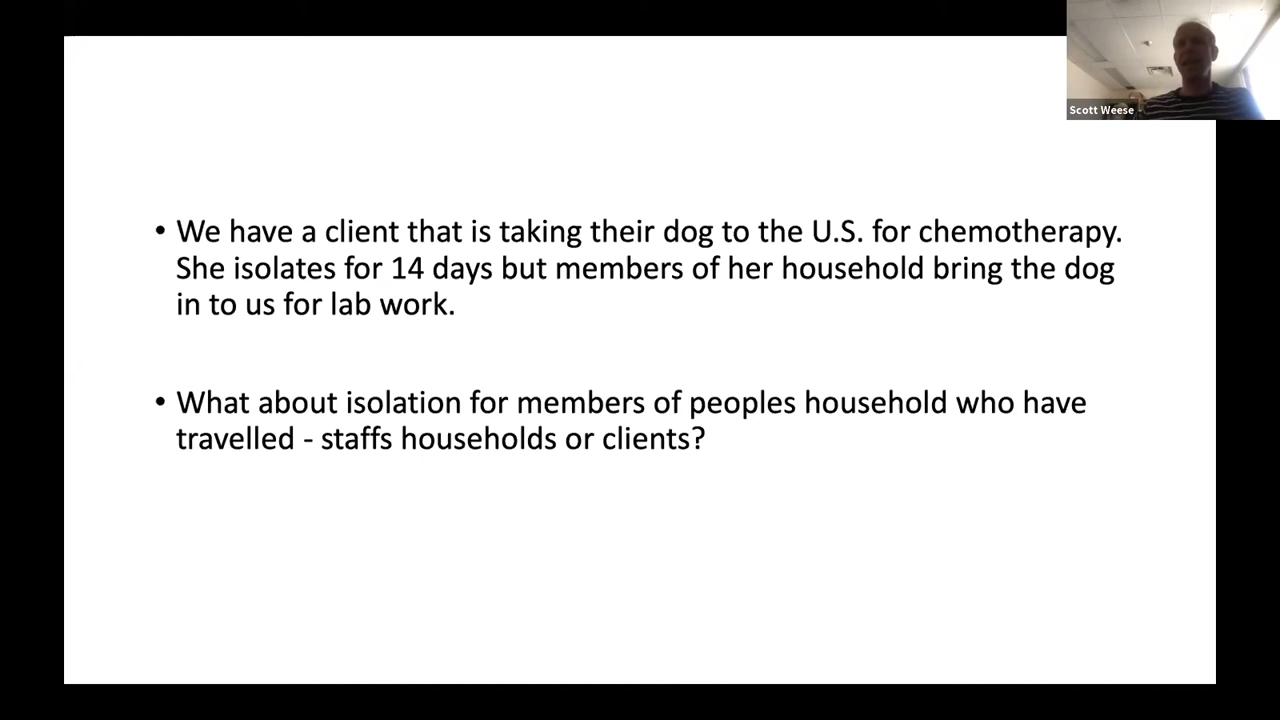 Scott Weese
• We have a client that is taking their dog to the U.S. for chemotherapy.
She isolates for 14 days but members of her household bring the dog
in to us for lab work.
• What about isolation for members of peoples household who have
travelled - staffs households or clients?